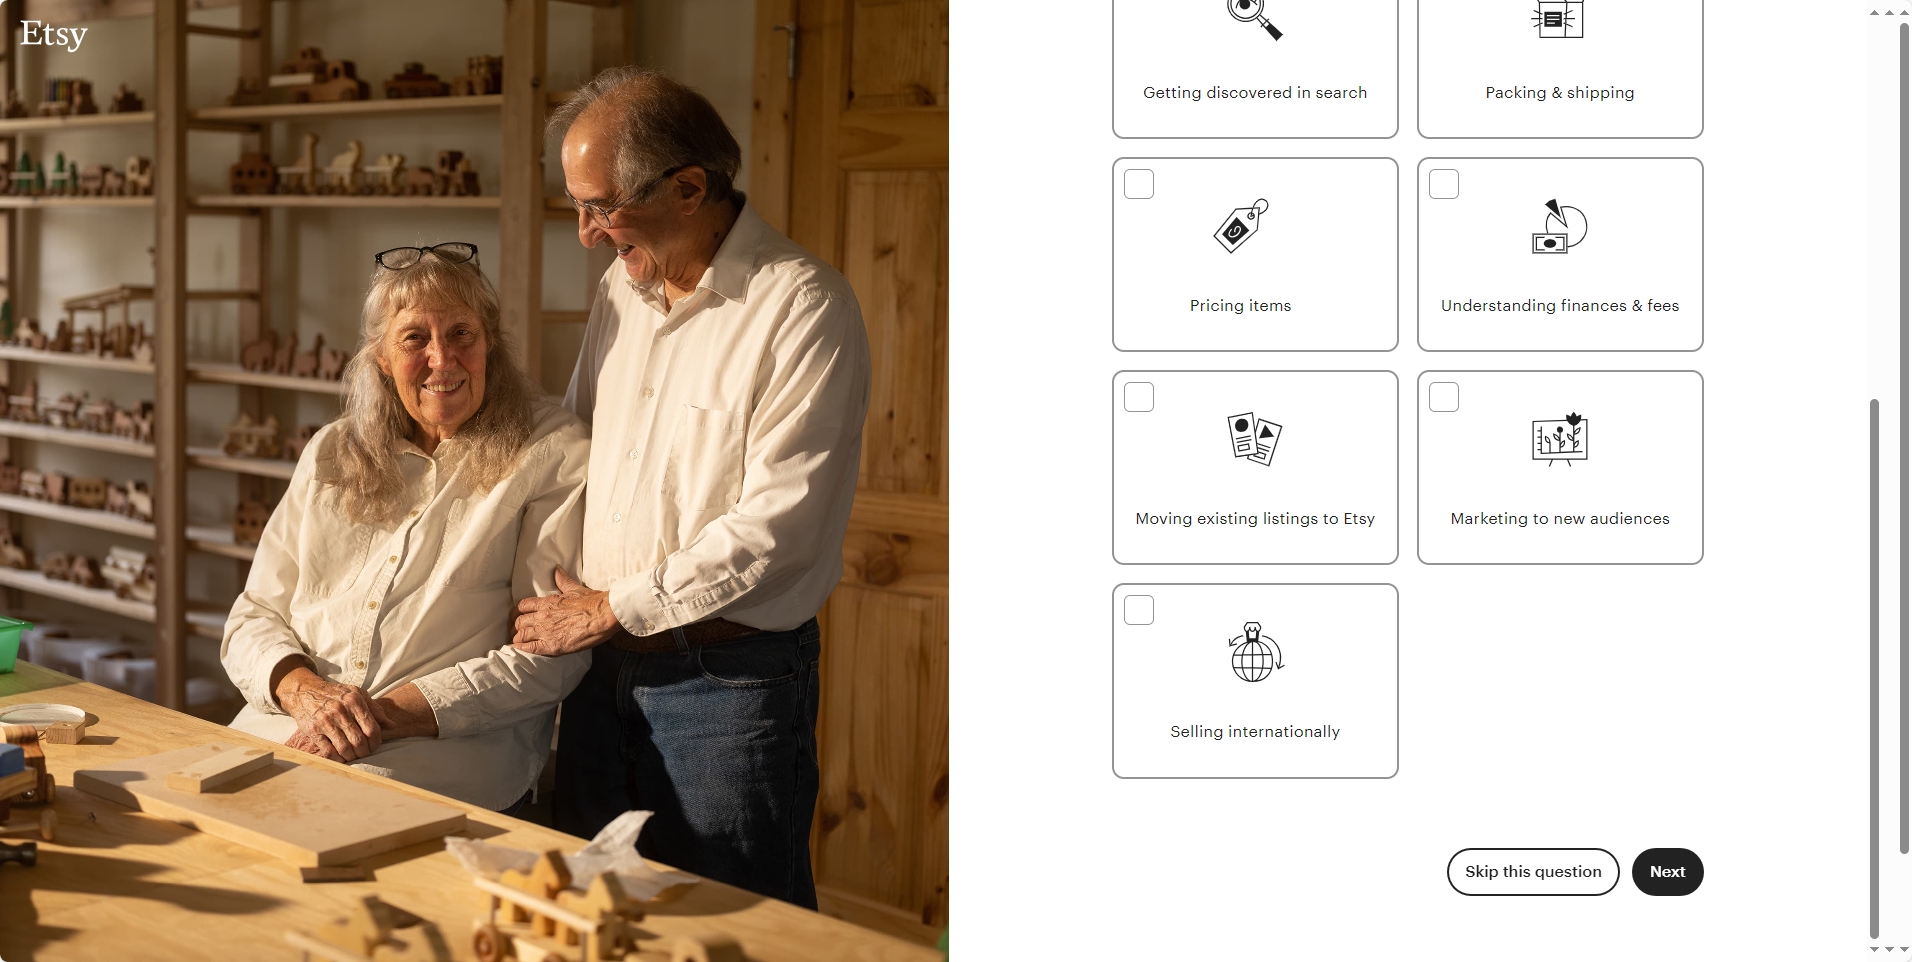 Etsy
Getting discovered in search
Packing & shipping
Pricing items
Understanding finances & fees
Moving existing listings to Etsy
Marketing to new audiences
Selling internationally
Skip this question
Next